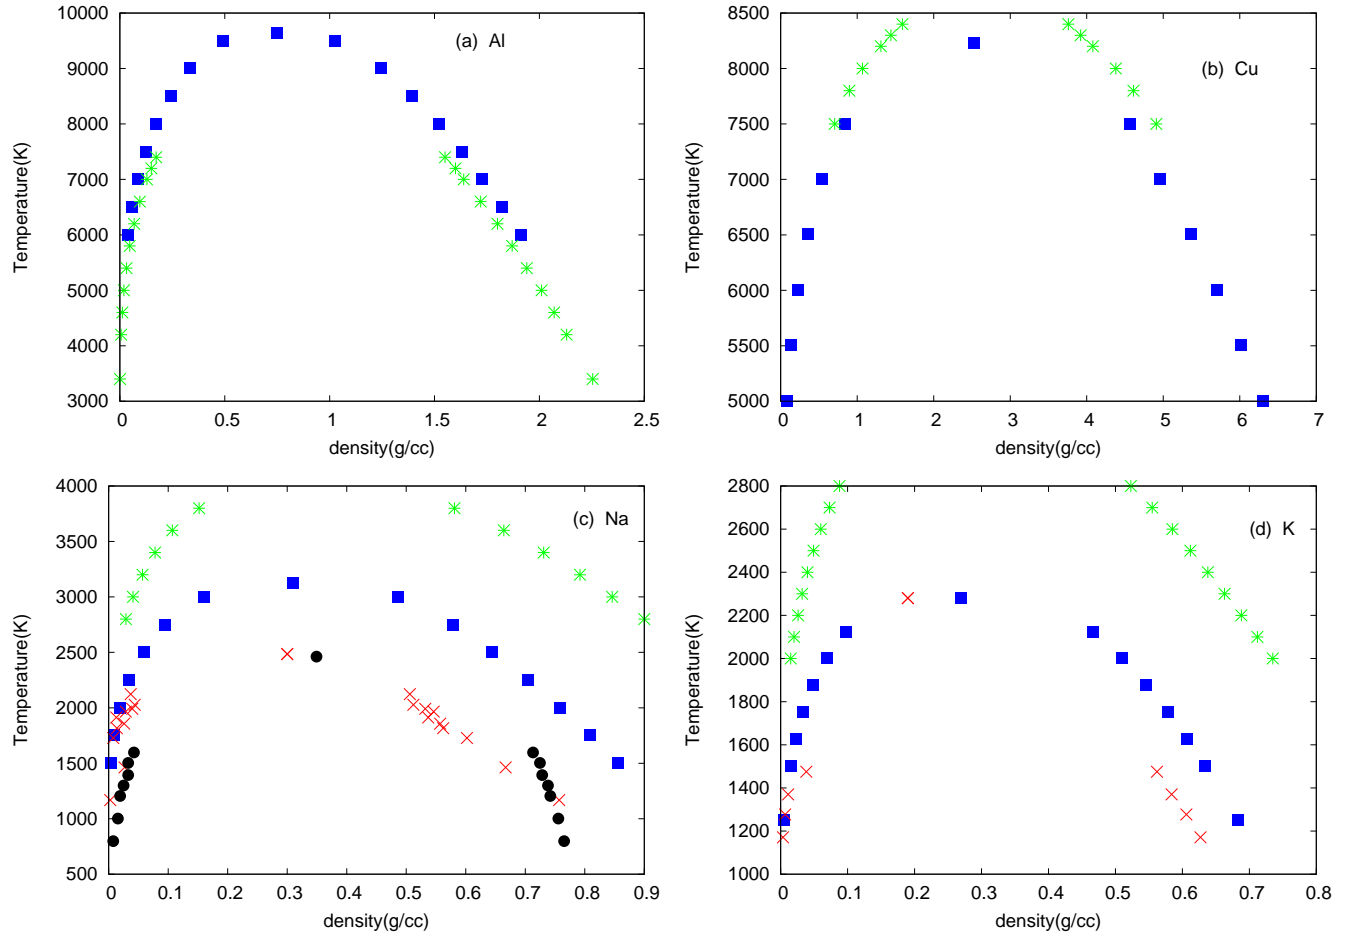 10000
9000
8000
7000
6000
5000
4000
3000
Temperature(K)
(a) Al
0 0.5 1 1.5 2 2.5
density(g/cc)
8500
8000
7500
7000
6500
6000
5500
5000
Temperature(K)
(b) Cu
0 1 2 3 4 5 6 7
density(g/cc)
4000
3500
3000
2500
2000
1500
1000
500
Temperature(K)
(c) Na
0 0.1 0.2 0.3 0.4 0.5 0.6 0.7 0.8 0.9
density(g/cc)
2800
2600
2400
2200
2000
1800
1600
1400
1200
1000
Temperature(K)
(d) K
0 0.1 0.2 0.3 0.4 0.5 0.6 0.7 0.8
density(g/cc)